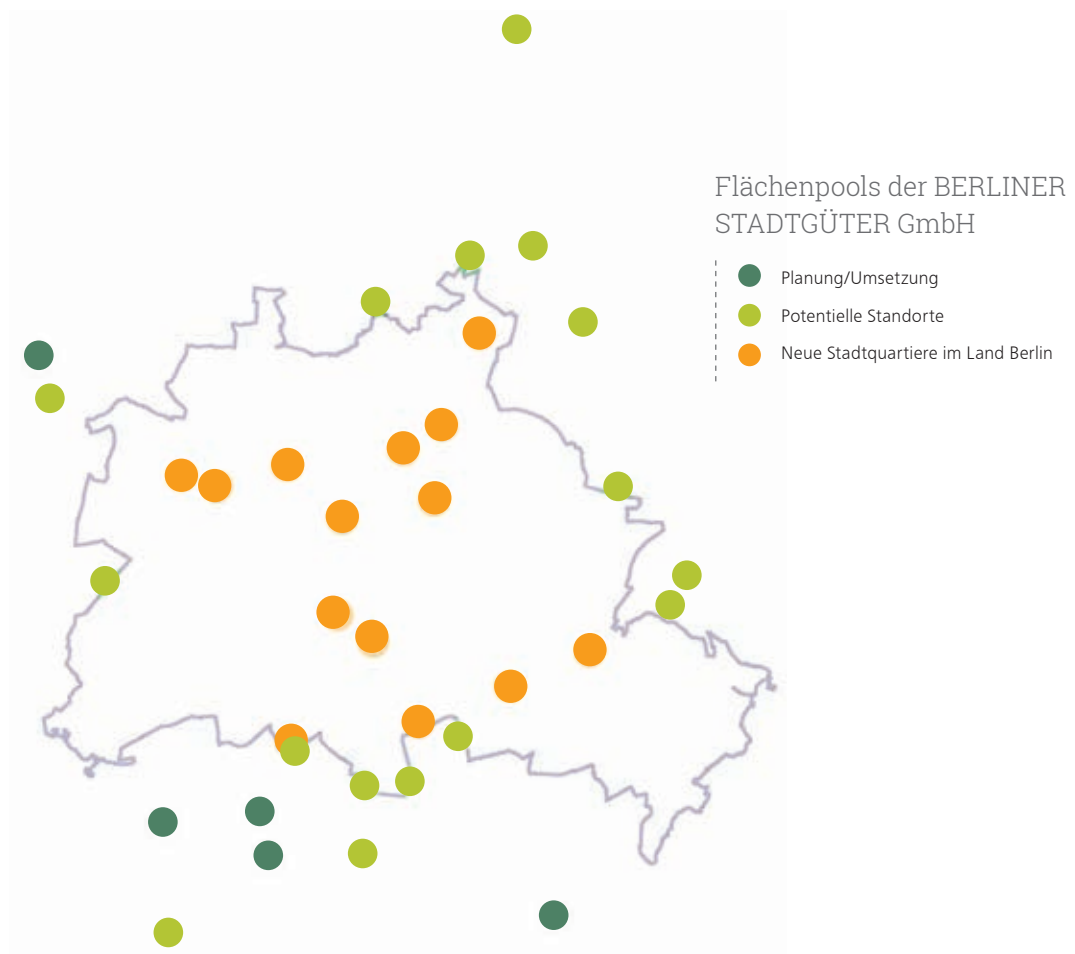 Flächenpools der BERLINER
STADTGÜTER GmbH
Planung/Umsetzung
Potentielle Standorte
Neue Stadtquartiere im Land Berlin